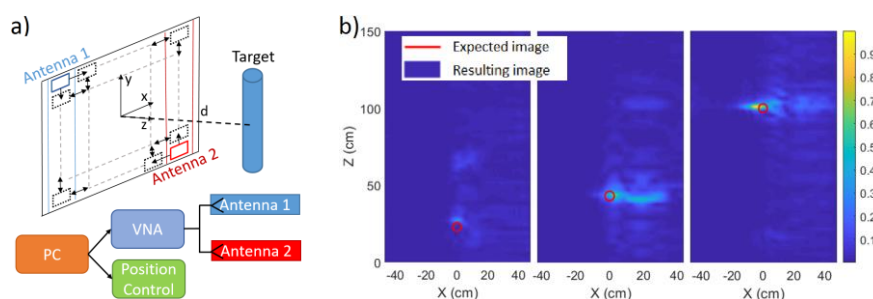 a)
Antenna 1
Target
y
x
z
d
Antenna 2
VNA
Antenna 1
PC
Antenna 2
Position
Control
b)
150
100
50
0
Z (cm)
Expected image
Resulting image
-40 -20 0 20 40
X (cm)
-40 -20 0 20 40
X (cm)
-40 -20 0 20 40
X (cm)
0.9
0.8
0.7
0.6
0.5
0.4
0.3
0.2
0.1